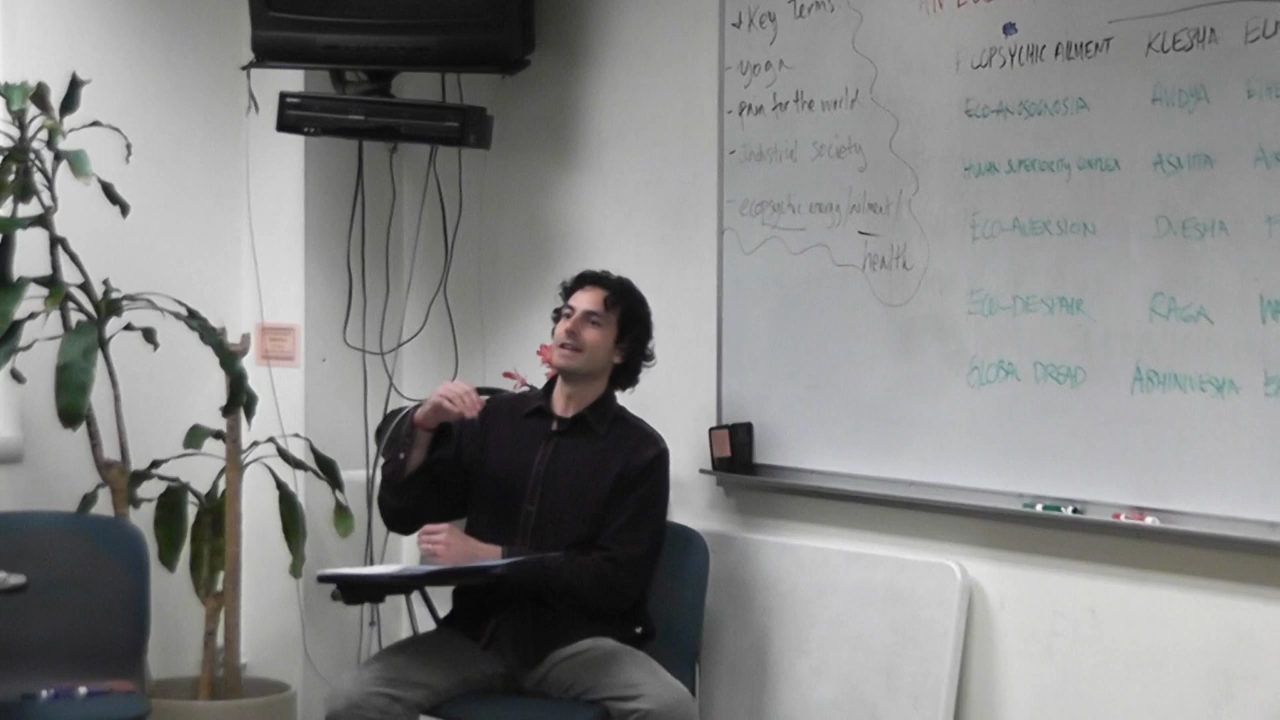 Key Terms
- yoga
- pain for the world
- industrial society
- ecopsychic energy/ailment/
health
AN
ECOPSYCHIC AILMENT KLESHA
ECO-ANOSOGNOSIA AVIDYA
HUMAN SUPERIORITY COMPLEX ASMITA
ECO-AVERSION DVESHA
ECO-DESPAIR RAGA
GLOBAL DREAD ABHINIVESHA